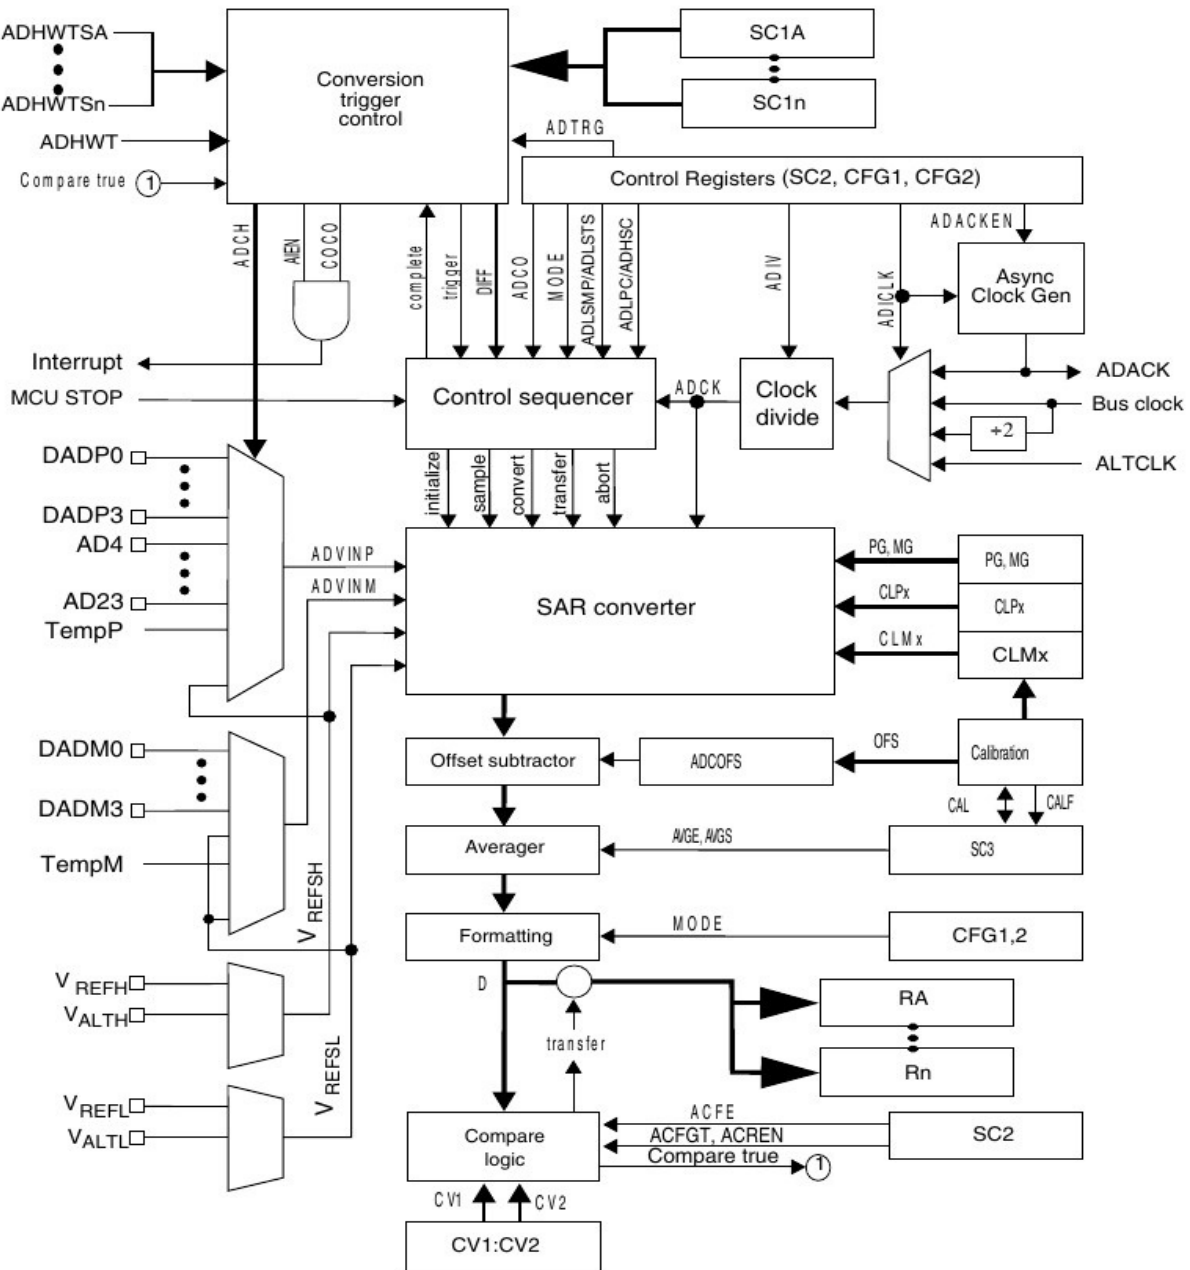 ADHWTSA
ADHWTSn
ADHWT
Compare true 1
Conversion
trigger
control
SC1A
SC1n
ADTRG
Control Registers (SC2, CFG1, CFG2)
ADCH
AIEN
COCO
complete
trigger
DIFF
ADCO
MODE
ADLSMP/ADLSTS
ADLPC/ADHSC
ADIV
ADICLK
ADACKEN
Async
Clock Gen
Interrupt
MCU STOP
Control sequencer
ADCK
Clock
divide
ADACK
Bus clock
÷2
ALTCLK
initialize
sample
convert
transfer
abort
DADP0
DADP3
AD4
AD23
TempP
ADVINP
ADVINM
SAR converter
PG, MG
PG, MG
CLPx
CLPx
CLMx
CLMx
DADM0
DADM3
TempM
Offset subtractor
ADCOFS
OFS
Calibration
CAL
CALF
Averager
AVGE, AVGS
SC3
VREFSH
Formatting
MODE
CFG1,2
D
VREFH
VALTH
VREFSL
transfer
RA
Rn
VREFL
VALTL
Compare
logic
ACFE
ACFGT, ACREN
Compare true
1
SC2
CV1
CV2
CV1:CV2